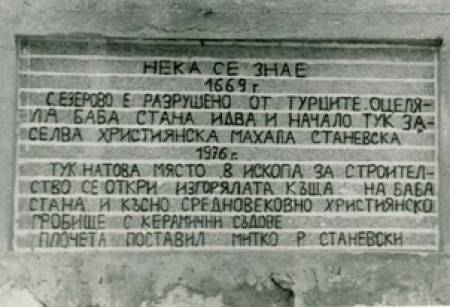 НЕКА СЕ ЗНАЕ
1669 г
С. ЕЗЕРОВО Е РАЗРУШЕНО ОТ ТУРЦИТЕ. ОЦЕЛЯ-
ЛА БАБА СТАНА ИДВА И НАЧАЛО ТУК ЗА-
СЕЛВА ХРИСТИЯНСКА МАХАЛА СТАНЕВСКА
1976 г.
ТУК НАТОВА МЯСТО В ИСКОПА ЗА СТРОИТЕЛ-
СТВО СЕ ОТКРИ ИЗГОРЯЛАТА КЪЩА НА БАБА
СТАНА И КЪСНО СРЕДНОВЕКОВНО ХРИСТИЯНСКО
ГРОБИЩЕ С КЕРАМИЧНИ СЪДОВЕ
ПЛОЧЕТА ПОСТАВИЛ МИТКО Р СТАНЕВСКИ